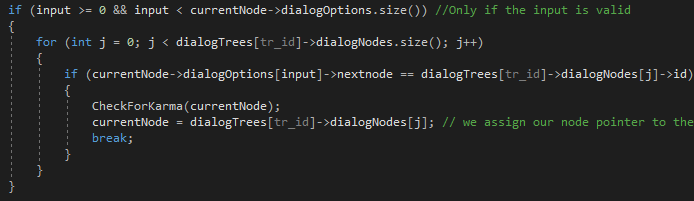 if (input >= 0 && input < currentNode->dialogOptions.size()) //Only if the input is valid
{
for (int j = 0; j < dialogTrees[tr_id]->dialogNodes.size(); j++)
{
if (currentNode->dialogOptions[input]->nextnode == dialogTrees[tr_id]->dialogNodes[j]->id)
{
CheckForKarma(currentNode);
currentNode = dialogTrees[tr_id]->dialogNodes[j]; // we assign our node pointer to the
break;
}
}
}